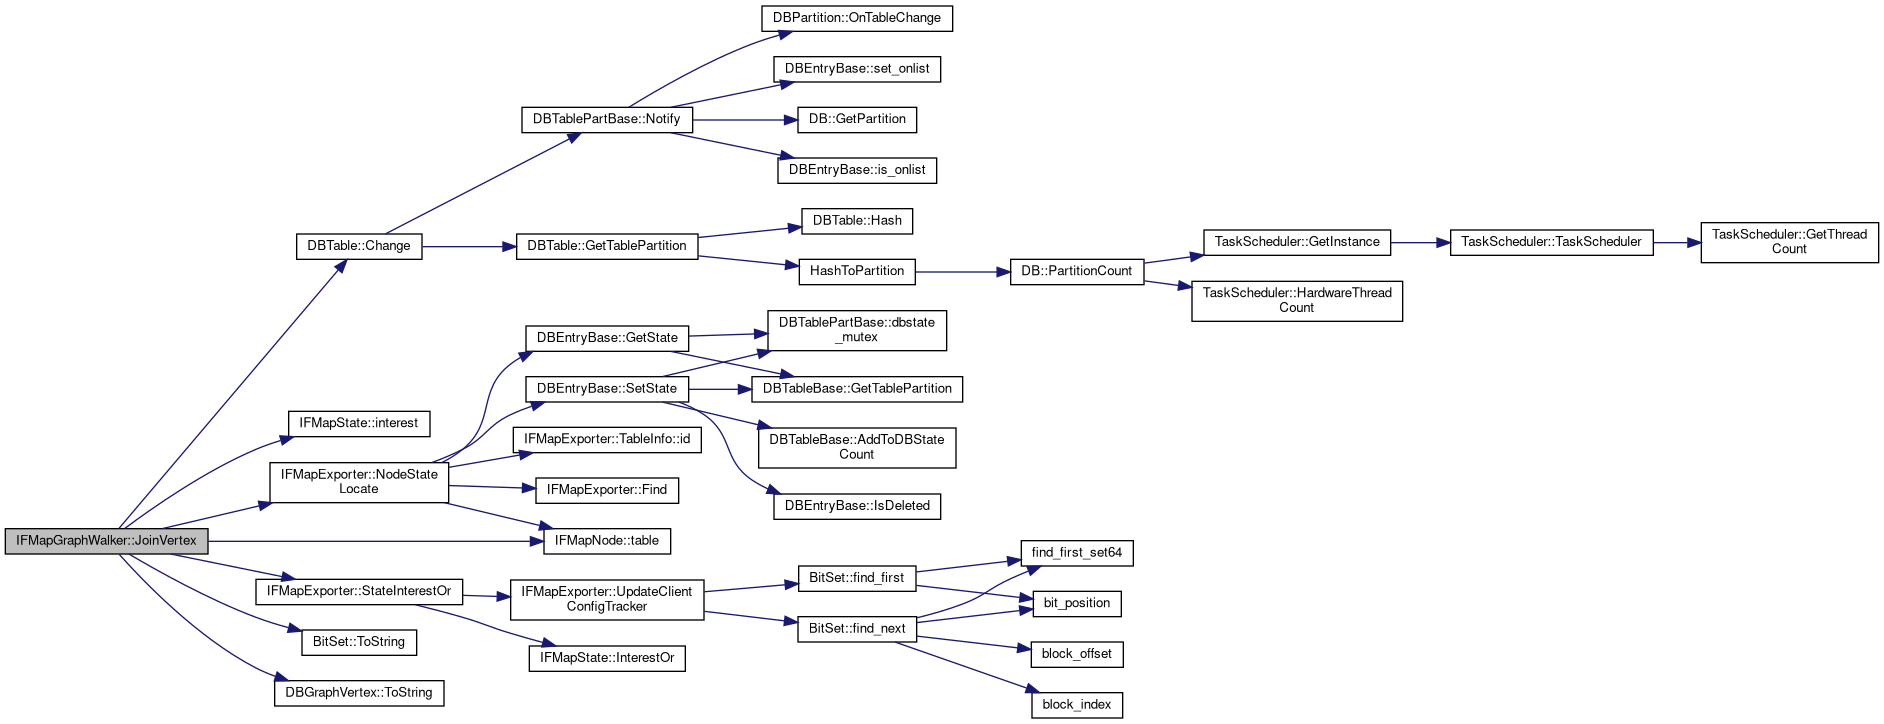 DBPartition::OnTableChange
DBEntryBase::set_onlist
DBTablePartBase::Notify
DB::GetPartition
DBEntryBase::is_onlist
DBTable::Change
DBTable::GetTablePartition
DBTable::Hash
HashToPartition
DB::PartitionCount
TaskScheduler::GetInstance
TaskScheduler::TaskScheduler
TaskScheduler::GetThread
Count
TaskScheduler::HardwareThread
Count
DBEntryBase::GetState
DBTablePartBase::dbstate
_mutex
DBEntryBase::SetState
DBTableBase::GetTablePartition
IFMapState::interest
IFMapExporter::TableInfo::id
DBTableBase::AddToDBState
Count
IFMapExporter::NodeState
Locate
IFMapExporter::Find
DBEntryBase::IsDeleted
IFMapGraphWalker::JoinVertex
IFMapNode::table
IFMapExporter::StateInterestOr
IFMapExporter::UpdateClient
ConfigTracker
BitSet::find_first
find_first_set64
bit_position
BitSet::find_next
BitSet::ToString
IFMapState::InterestOr
block_offset
DBGraphVertex::ToString
block_index